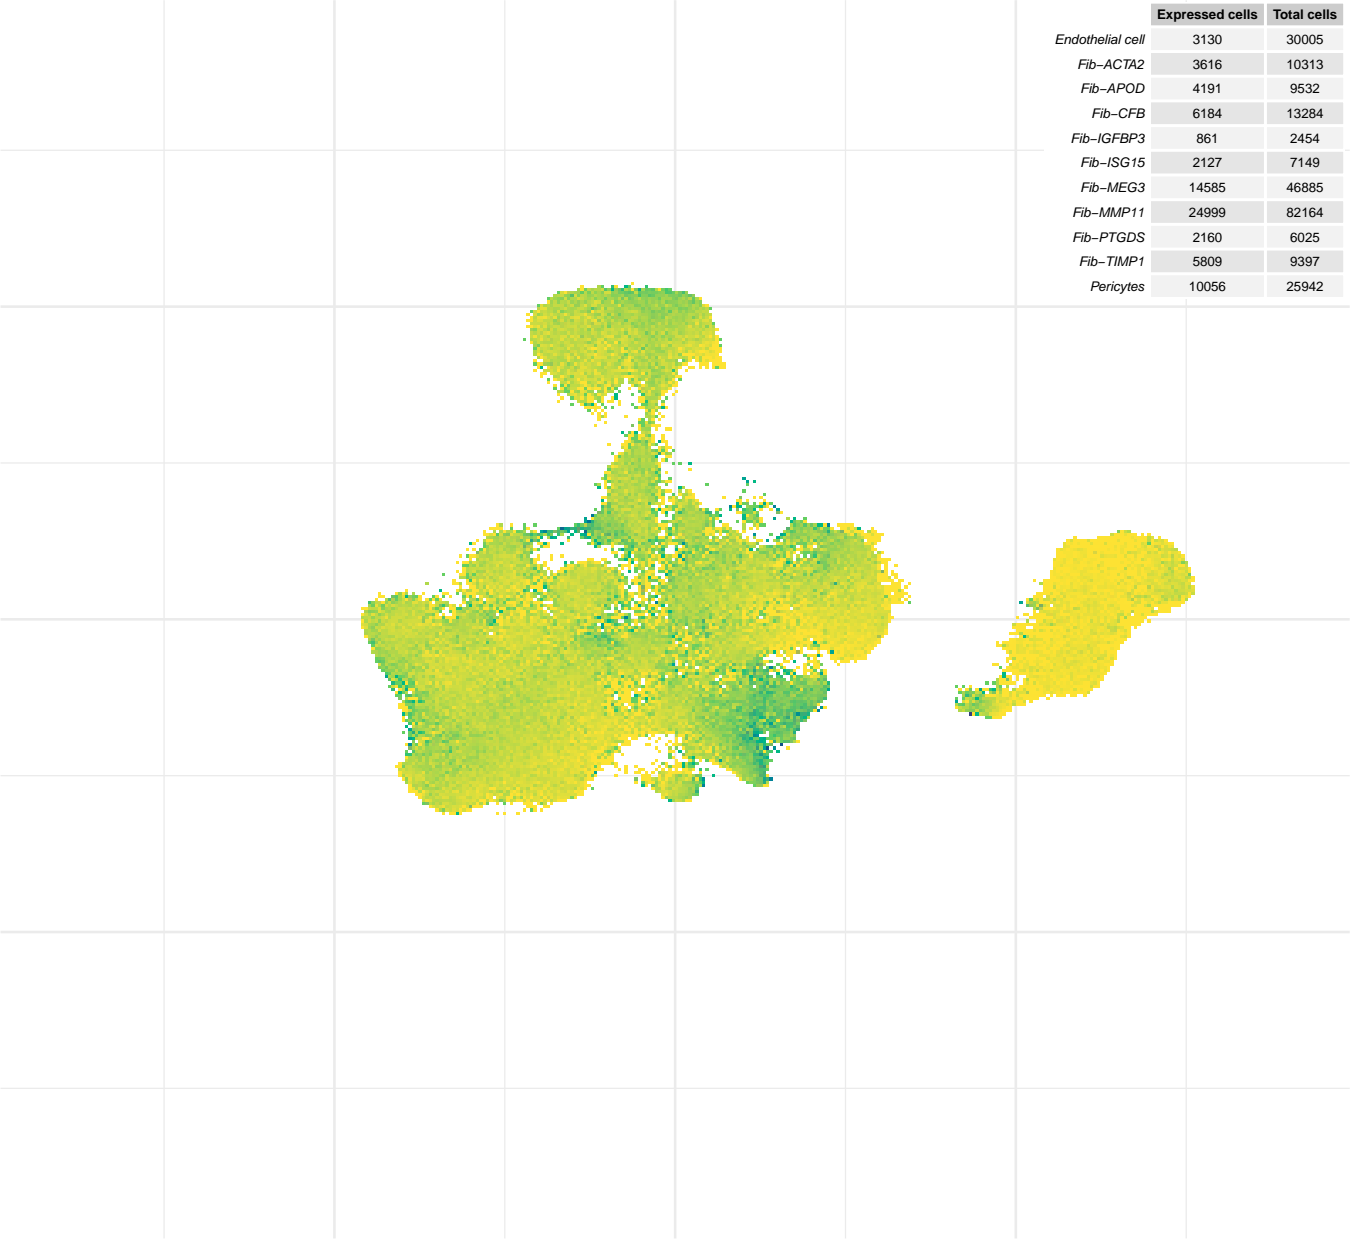 Expressed cells Total cells
Endothelial cell 3130 30005
Fib−ACTA2 3616 10313
Fib−APOD 4191 9532
Fib−CFB 6184 13284
Fib−IGFBP3 861 2454
Fib−ISG15 2127 7149
Fib−MEG3 14585 46885
Fib−MMP11 24999 82164
Fib−PTGDS 2160 6025
Fib−TIMP1 5809 9397
Pericytes 10056 25942